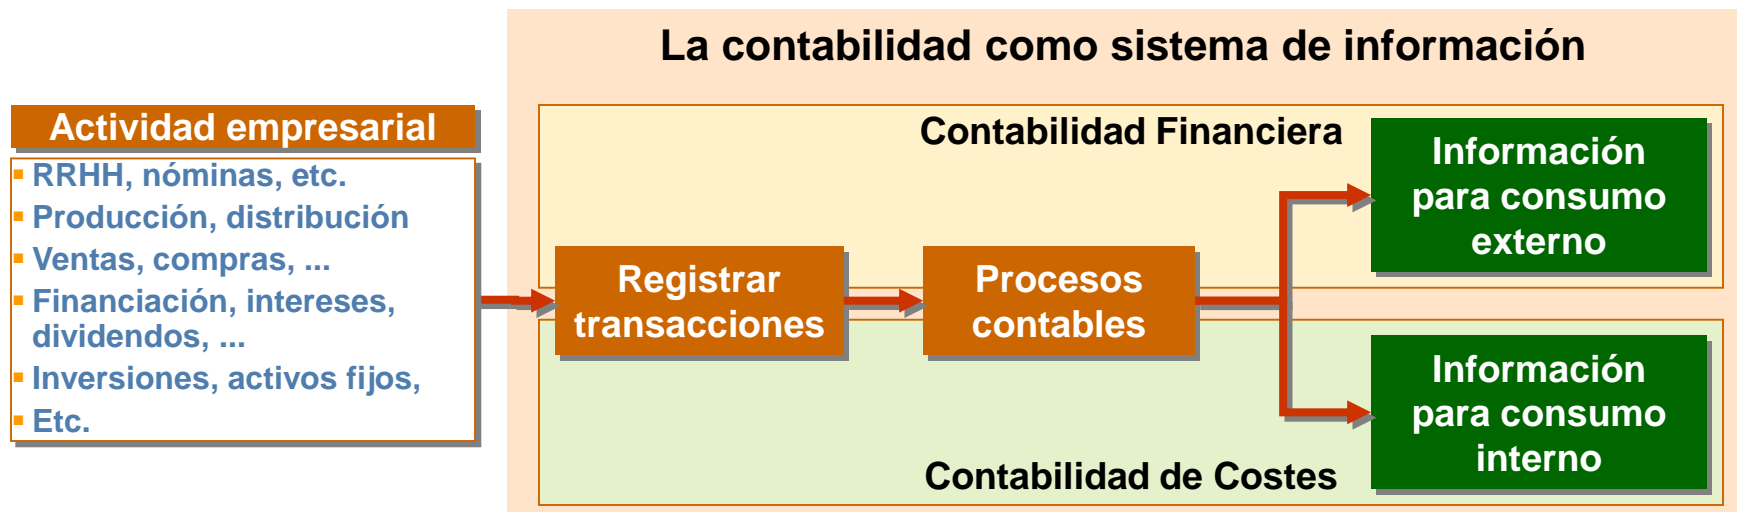 La contabilidad como sistema de información
Actividad empresarial
RRHH, nóminas, etc.
Producción, distribución
Ventas, compras, ...
Financiación, intereses,
dividendos, ...
Inversiones, activos fijos,
Etc.
Contabilidad Financiera
Registrar
transacciones
Procesos
contables
Información
para consumo
externo
Información
para consumo
interno
Contabilidad de Costes